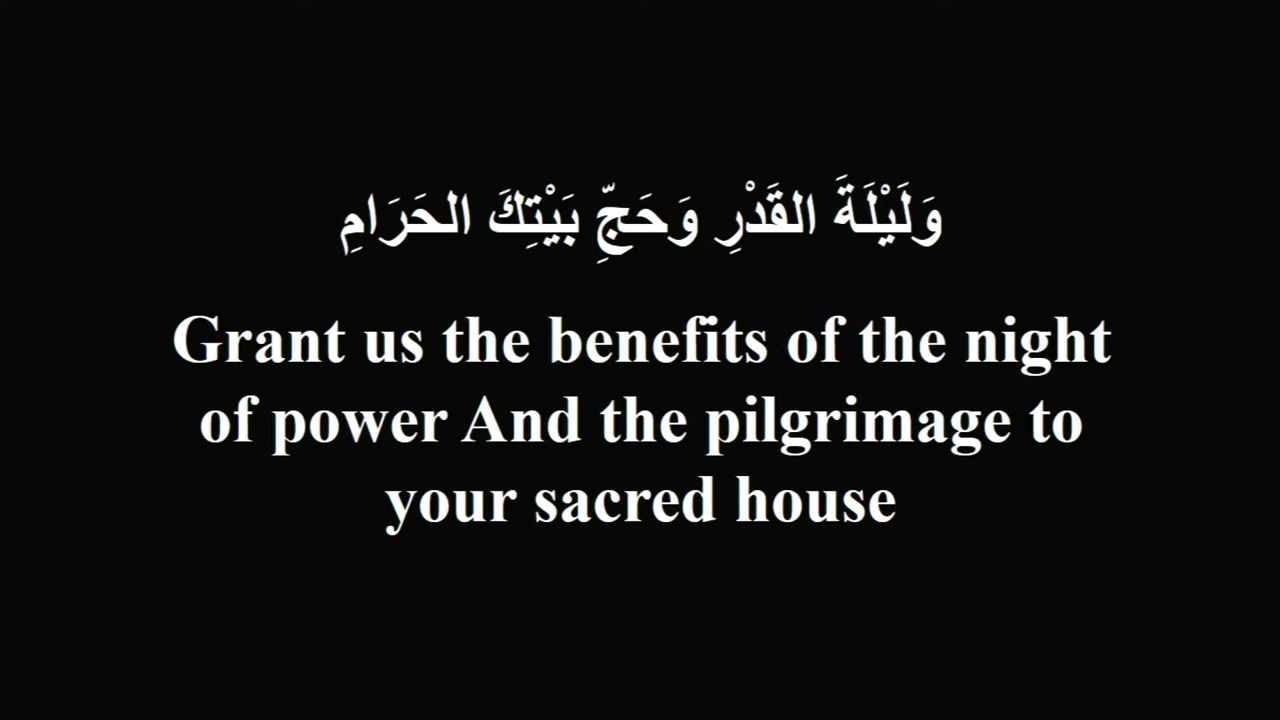 وَلَيْلَةَ القَدْرِ وَحَجِّ بَيْتِكَ الحَرَامِ
Grant us the benefits of the night
of power And the pilgrimage to
your sacred house